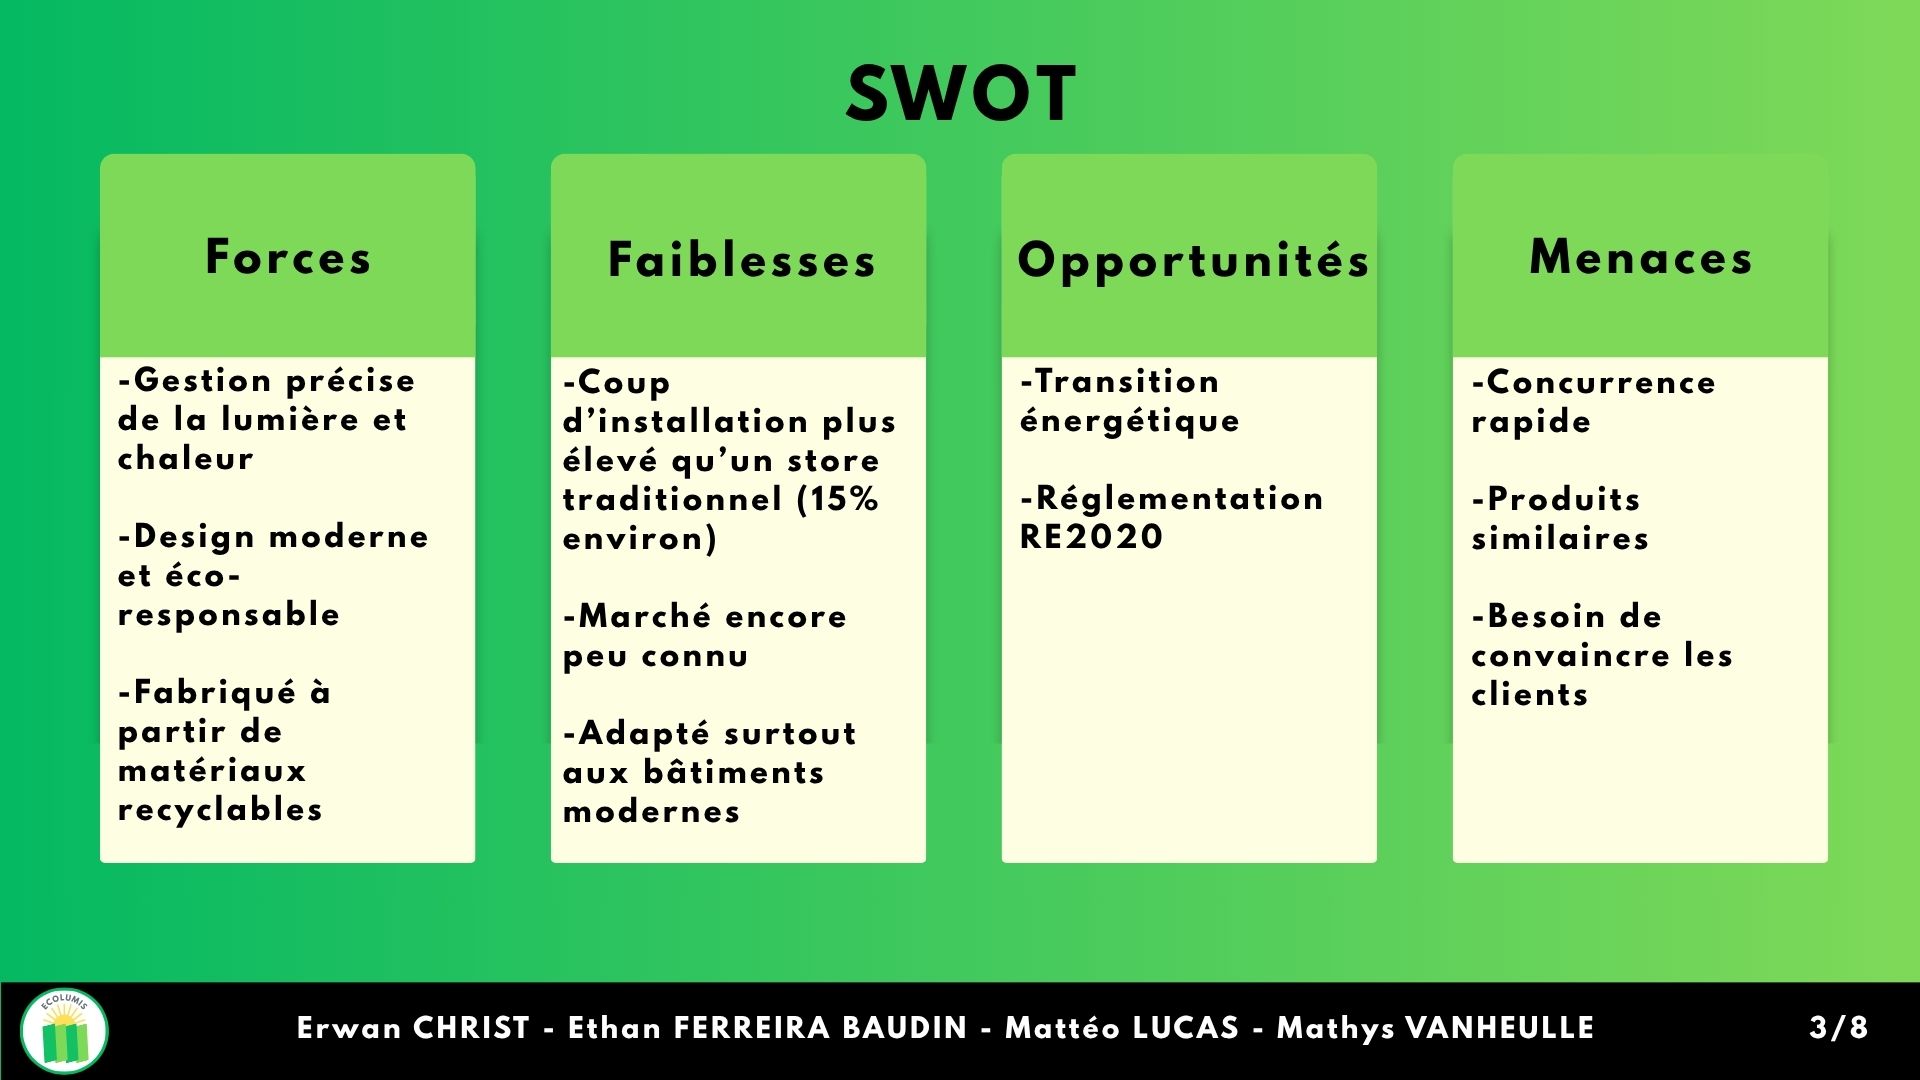 SWOT
Forces
-Gestion précise
de la lumière et
chaleur
-Design moderne
et éco-
responsable
-Fabriqué à
partir de
matériaux
recyclables
Faiblesses
-Coup
d’installation plus
élevé qu’un store
traditionnel (15%
environ)
-Marché encore
peu connu
-Adapté surtout
aux bâtiments
modernes
Opportunités
-Transition
énergétique
-Réglementation
RE2020
Menaces
-Concurrence
rapide
-Produits
similaires
-Besoin de
convaincre les
clients
ECOLUMIS
Erwan CHRIST - Ethan FERREIRA BAUDIN - Mattéo LUCAS - Mathys VANHEULLE
3/8